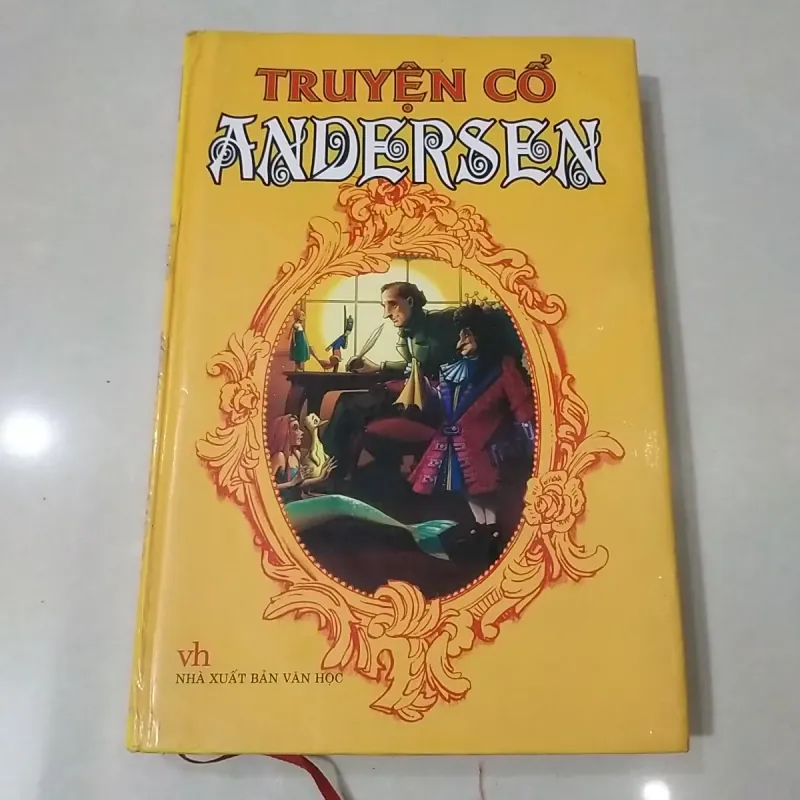 TRUYỆN CỔ
ANDERSEN
vh
NHÀ XUẤT BẢN VĂN HỌC